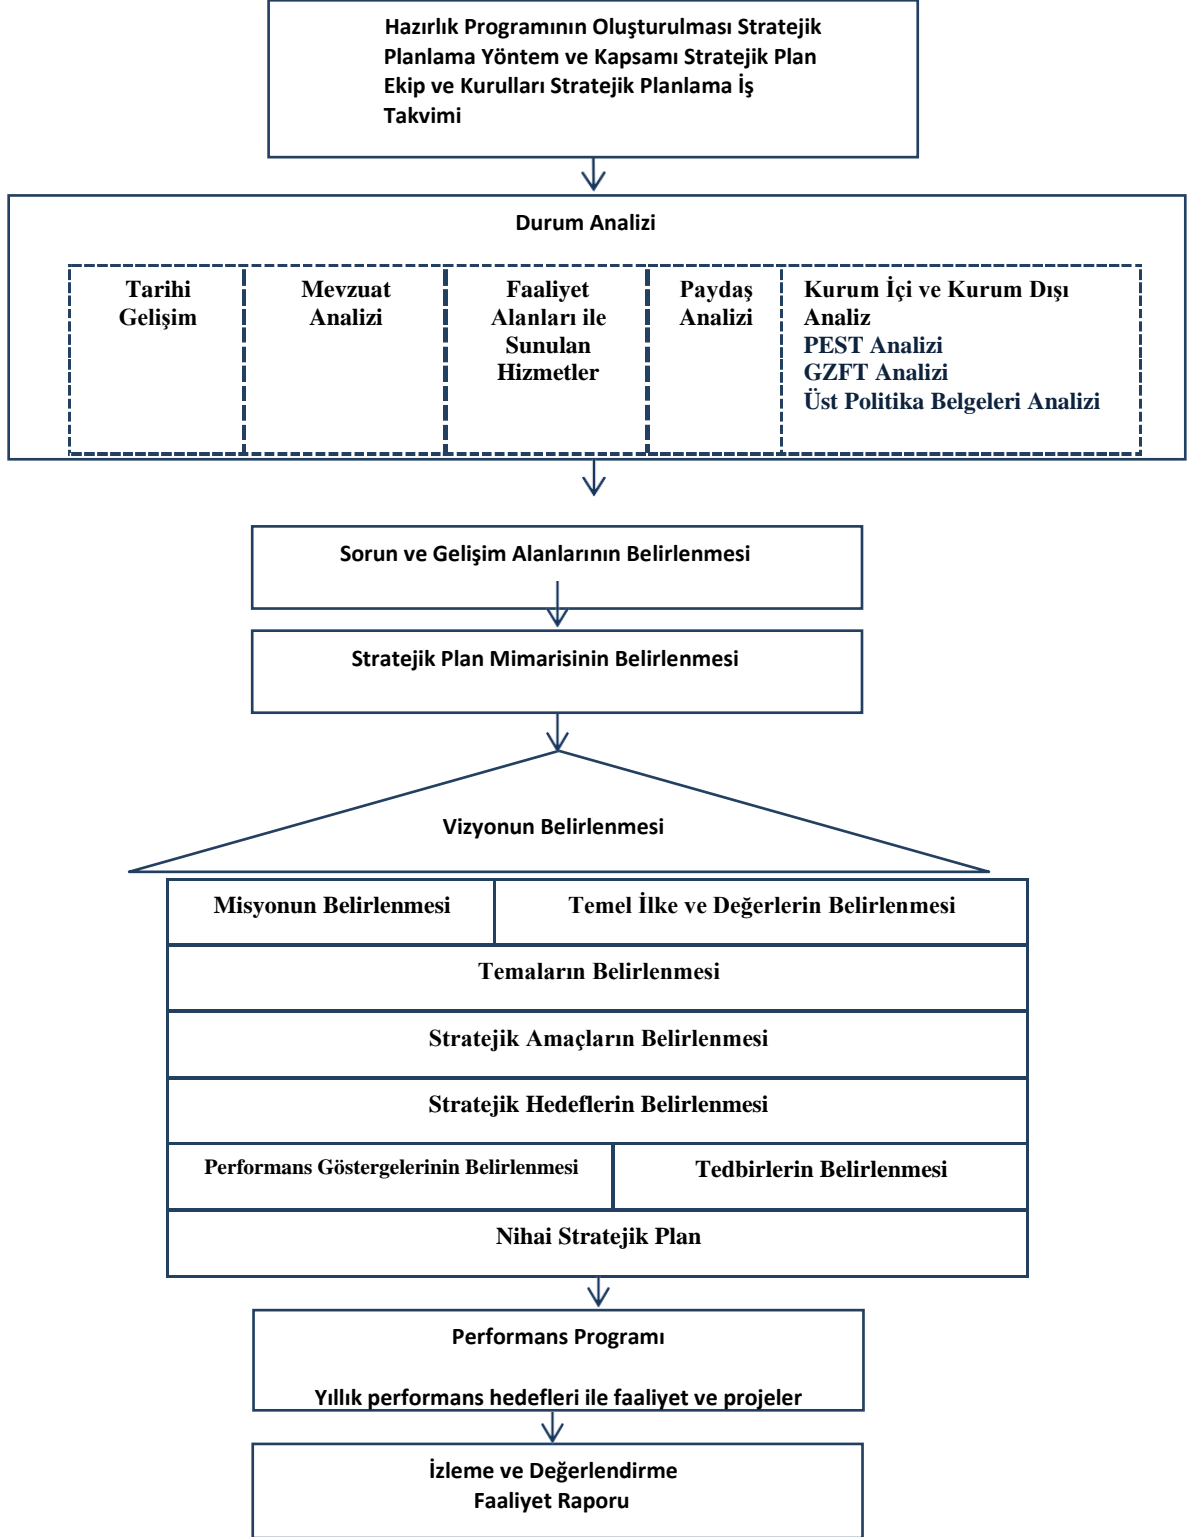 Hazırlık Programının Oluşturulması Stratejik
Planlama Yöntem ve Kapsamı Stratejik Plan
Ekip ve Kurulları Stratejik Planlama İş
Takvimi
Durum Analizi
Tarihi
Gelişim
Mevzuat
Analizi
Faaliyet
Alanları ile
Sunulan
Hizmetler
Paydaş
Analizi
Kurum İçi ve Kurum Dışı
Analiz
PEST Analizi
GZFT Analizi
Üst Politika Belgeleri Analizi
Sorun ve Gelişim Alanlarının Belirlenmesi
Stratejik Plan Mimarisinin Belirlenmesi
Vizyonun Belirlenmesi
Misyonun Belirlenmesi
Temel İlke ve Değerlerin Belirlenmesi
Temaların Belirlenmesi
Stratejik Amaçların Belirlenmesi
Stratejik Hedeflerin Belirlenmesi
Performans Göstergelerinin Belirlenmesi
Tedbirlerin Belirlenmesi
Nihai Stratejik Plan
Performans Programı
Yıllık performans hedefleri ile faaliyet ve projeler
İzleme ve Değerlendirme
Faaliyet Raporu